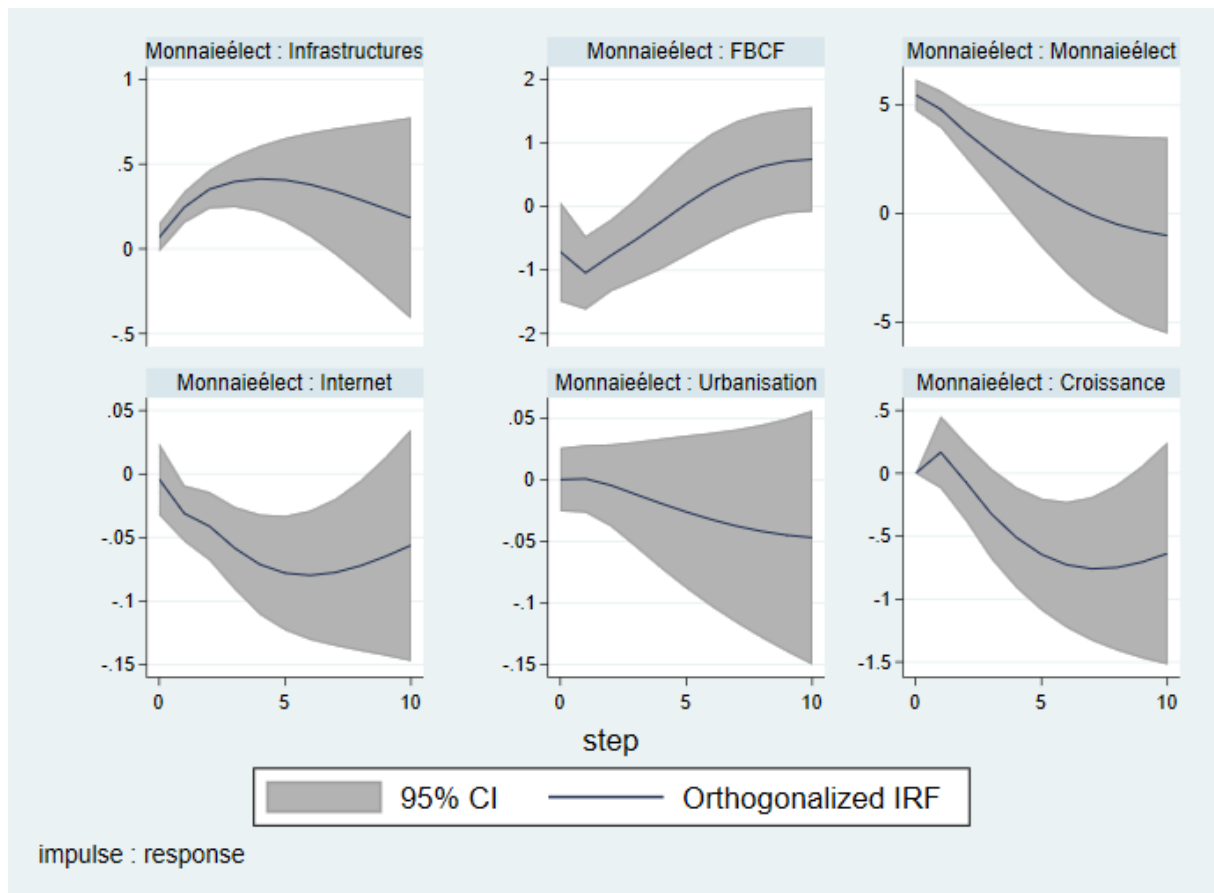 Monnaieélect : Infrastructures
1
.5
0
-.5
Monnaieélect : FBCF
2
1
0
-1
-2
Monnaieélect : Monnaieélect
5
0
-5
Monnaieélect : Internet
.05
0
-.05
-.1
-.15
0 5 10
Monnaieélect : Urbanisation
.05
0
-.05
-.1
-.15
0 5 10
Monnaieélect : Croissance
.5
0
-.5
-1
-1.5
0 5 10
step
95% CI Orthogonalized IRF
impulse : response